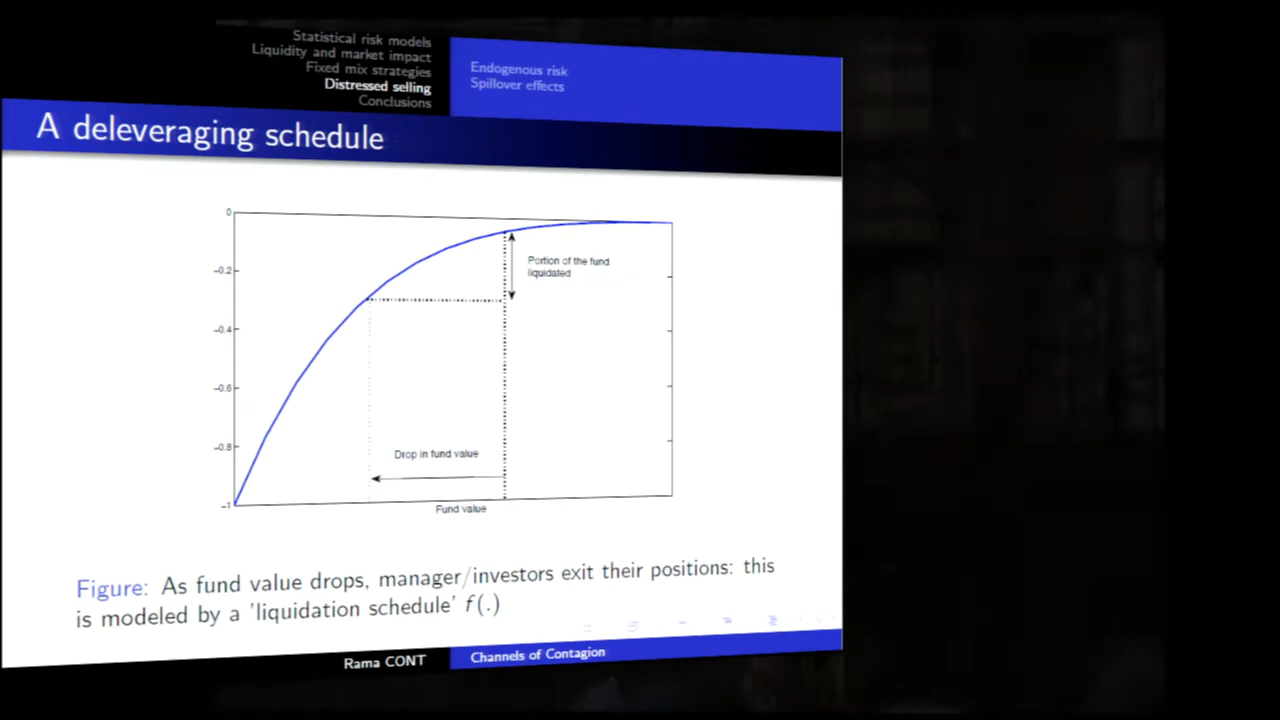 Statistical risk models
Liquidity and market impact
Fixed mix strategies
Distressed selling
Conclusions
Endogenous risk
Spillover effects
A deleveraging schedule
0
−0.2
−0.4
−0.6
−0.8
−1
Portion of the fund
liquidated
Drop in fund value
Fund value
Figure: As fund value drops, manager/investors exit their positions: this
is modeled by a 'liquidation schedule' f(.)
Rama CONT
Channels of Contagion